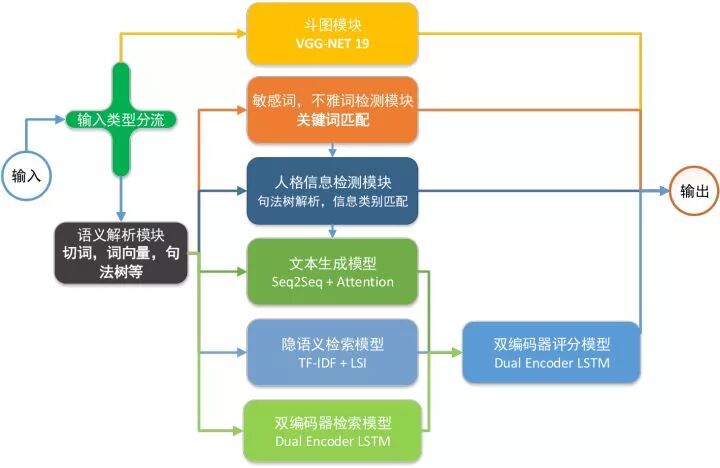 斗图模块
VGG-NET 19
输入类型分流
敏感词，不雅词检测模块
关键词匹配
输入
人格信息检测模块
句法树解析，信息类别匹配
输出
语义解析模块
切词，词向量，句
法树等
文本生成模型
Seq2Seq + Attention
隐语义检索模型
TF-IDF + LSI
双编码器评分模型
Dual Encoder LSTM
双编码器检索模型
Dual Encoder LSTM